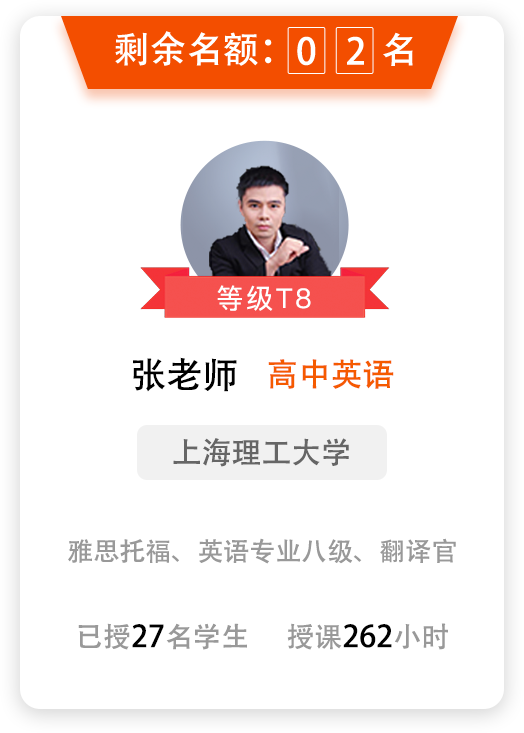 剩余名额：02名
等级T8
张老师 高中英语
上海理工大学
雅思托福、英语专业八级、翻译官
已授27名学生 授课262小时